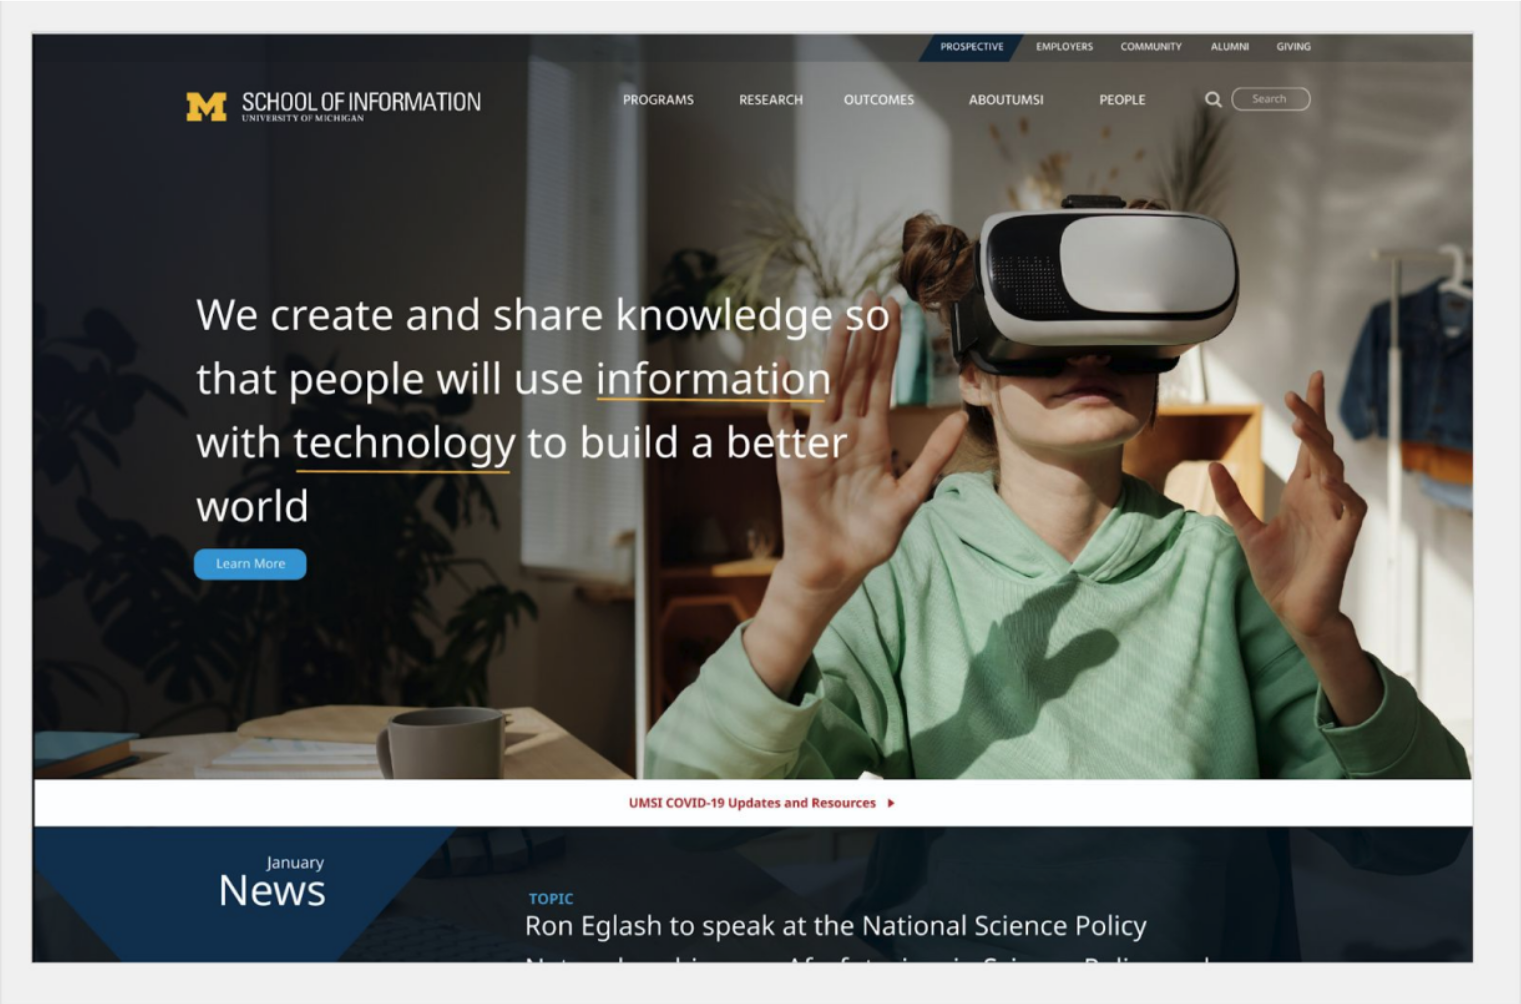 PROSPECTIVE EMPLOYERS COMMUNITY ALUMNI GIVING
M SCHOOL OF INFORMATION
UNIVERSITY OF MICHIGAN
PROGRAMS RESEARCH OUTCOMES ABOUTUMSI PEOPLE Search
We create and share knowledge so
that people will use information
with technology to build a better
world
Learn More
UMSI COVID-19 Updates and Resources
January
News
TOPIC
Ron Eglash to speak at the National Science Policy